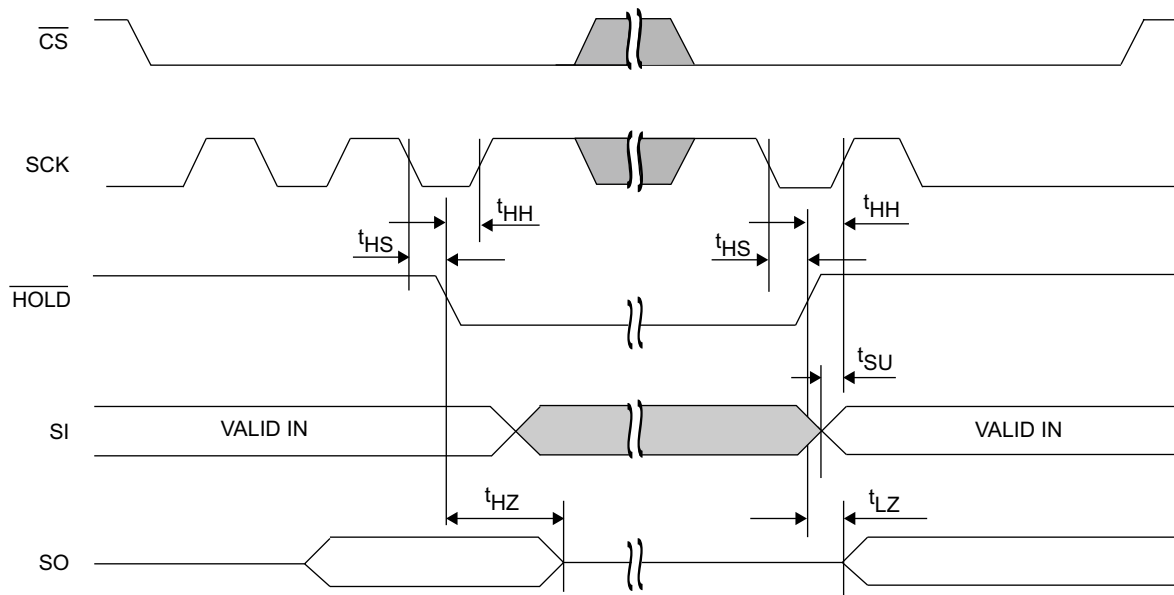 CS
SCK
tHH
tHH
tHS
tHS
HOLD
tSU
SI
VALID IN
VALID IN
tHZ
tLZ
SO